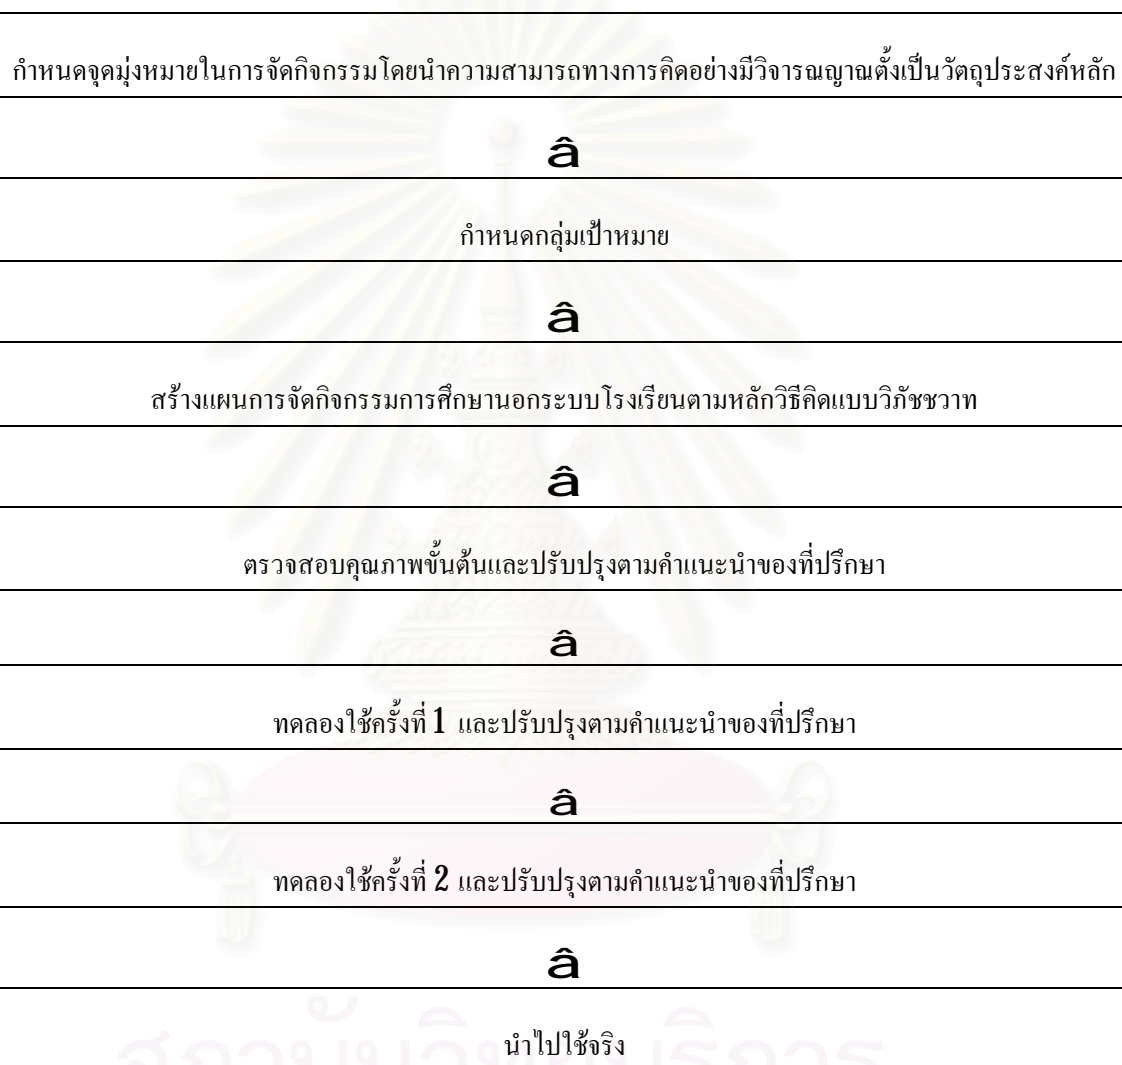 กำหนดจุดมุ่งหมายในการจัดกิจกรรมโดยนำความสามารถทางการคิดอย่างมีวิจารณญาณตั้งเป็นวัตถุประสงค์หลัก
â
กำหนดกลุ่มเป้าหมาย
â
สร้างแผนการจัดกิจกรรมการศึกษานอกระบบโรงเรียนตามหลักวิธีคิดแบบวิภัชชวาท
â
ตรวจสอบคุณภาพขั้นต้นและปรับปรุงตามคำแนะนำของที่ปรึกษา
â
ทดลองใช้ครั้งที่ 1 และปรับปรุงตามคำแนะนำของที่ปรึกษา
â
ทดลองใช้ครั้งที่ 2 และปรับปรุงตามคำแนะนำของที่ปรึกษา
â
นำไปใช้จริง
สถาบันวิทยบริการ